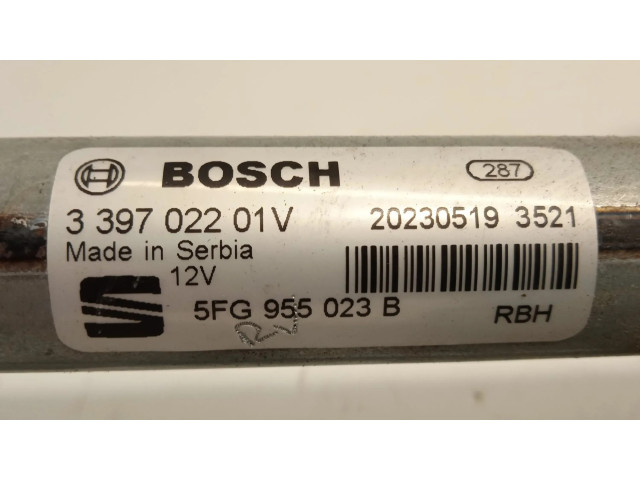 BOSCH 287
3 397 022 01V 20230519 3521
Made in Serbia
12V
5FG 955 023 B RBH